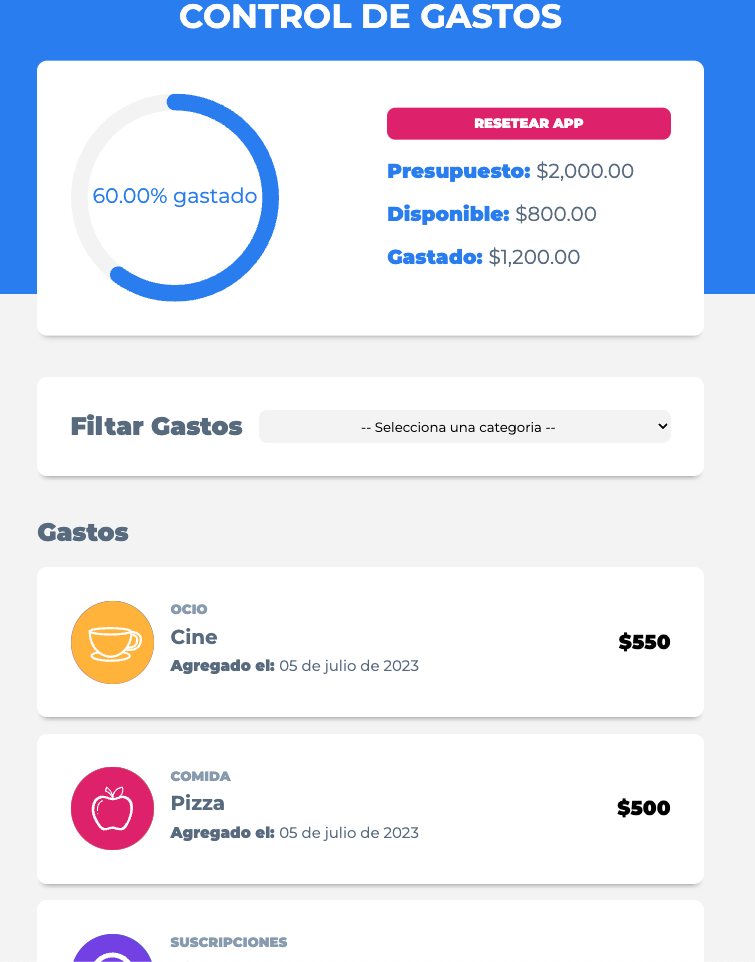 CONTROL DE GASTOS
60.00% gastado
RESETEAR APP
Presupuesto: $2,000.00
Disponible: $800.00
Gastado: $1,200.00
Filtar Gastos
-- Selecciona una categoria --
Gastos
OCIO
Cine
Agregado el: 05 de julio de 2023
$550
COMIDA
Pizza
Agregado el: 05 de julio de 2023
$500
SUSCRIPCIONES